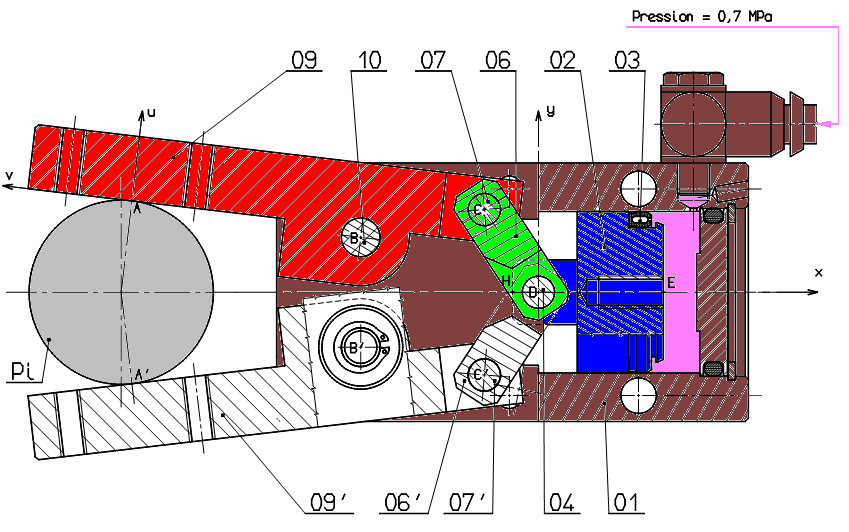 Pression = 0,7 MPa
09 10 07 06 02 03
u y
v
A
C
B
x
H D E
Pi
B'
A' C'
09' 06' 07' 04 01